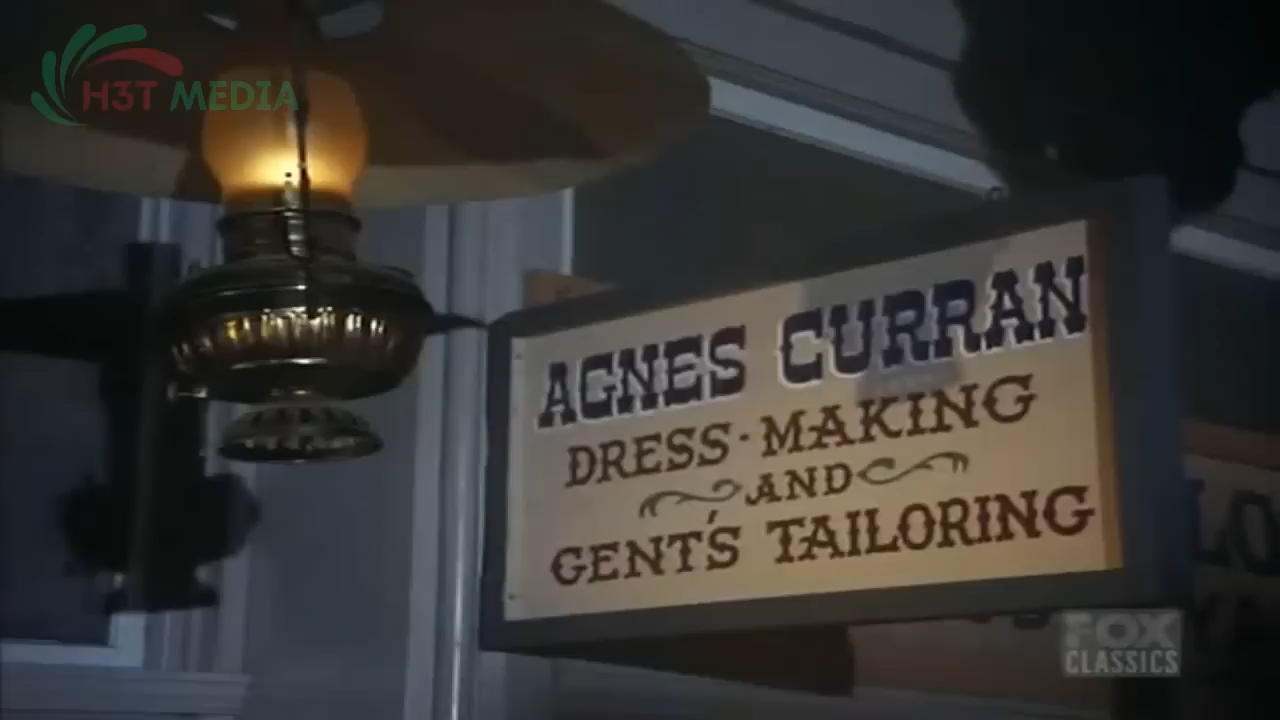 H3T MEDIA
AGNES CURRAN
DRESS-MAKING
AND
GENT'S TAILORING
FOX
CLASSICS